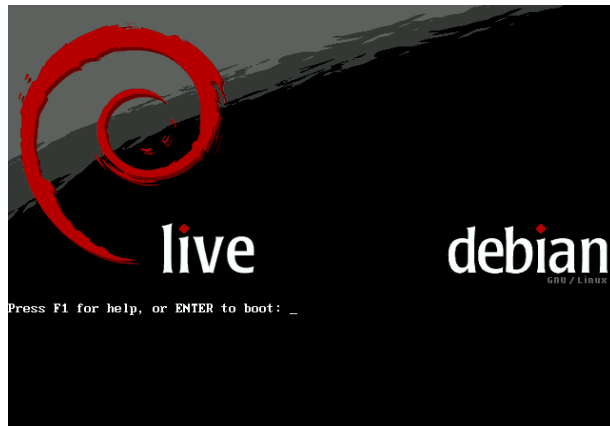 live
debian
GNU / Linux
Press F1 for help, or ENTER to boot: _